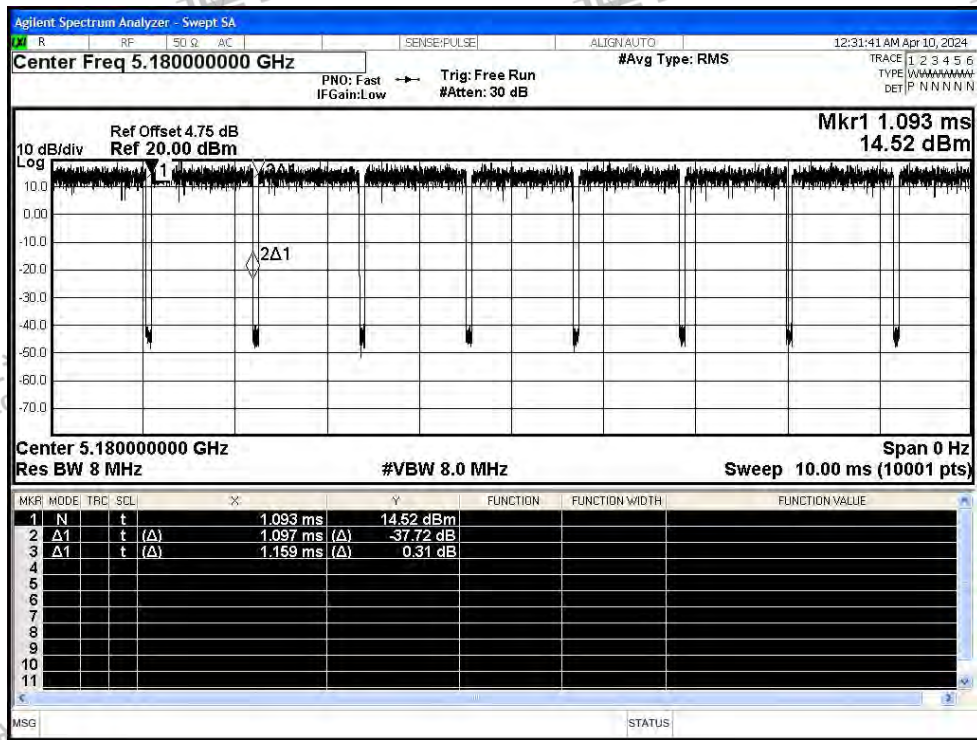 Agilent Spectrum Analyzer - Swept SA
R RF 50 Ω AC SENSE:PULSE ALIGN AUTO 12:31:41 AM Apr 10, 2024
Center Freq 5.180000000 GHz
#Avg Type: RMS
TRACE 1 2 3 4 5 6
PNO: Fast Trig: Free Run
TYPE WWWWWW
IFGain:Low #Atten: 30 dB
DET P N N N N N
Mkr1 1.093 ms
14.52 dBm
Ref Offset 4.75 dB
10 dB/div Ref 20.00 dBm
Log
1
3Δ1
10.0
0.00
-10.0
2Δ1
-20.0
-30.0
-40.0
-50.0
-60.0
-70.0
Center 5.180000000 GHz Span 0 Hz
Res BW 8 MHz #VBW 8.0 MHz Sweep 10.00 ms (10001 pts)
MKR MODE TRC SCL X Y FUNCTION FUNCTION WIDTH FUNCTION VALUE
1 N t 1.093 ms 14.52 dBm
2 Δ1 t (Δ) 1.097 ms (Δ) -37.72 dB
3 Δ1 t (Δ) 1.159 ms (Δ) 0.31 dB
4
5
6
7
8
9
10
11
MSG STATUS